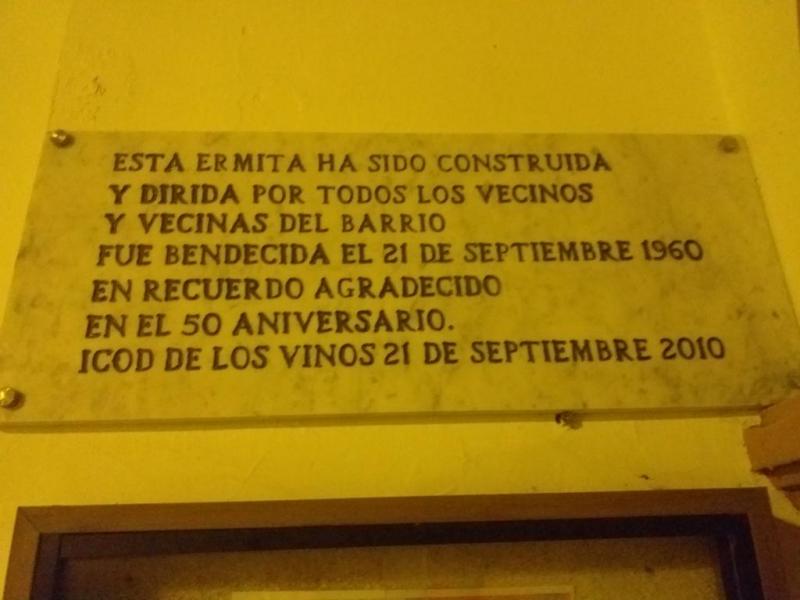 ESTA ERMITA HA SIDO CONSTRUIDA
Y DIRIDA POR TODOS LOS VECINOS
Y VECINAS DEL BARRIO
FUE BENDECIDA EL 21 DE SEPTIEMBRE 1960
EN RECUERDO AGRADECIDO
EN EL 50 ANIVERSARIO.
ICOD DE LOS VINOS 21 DE SEPTIEMBRE 2010